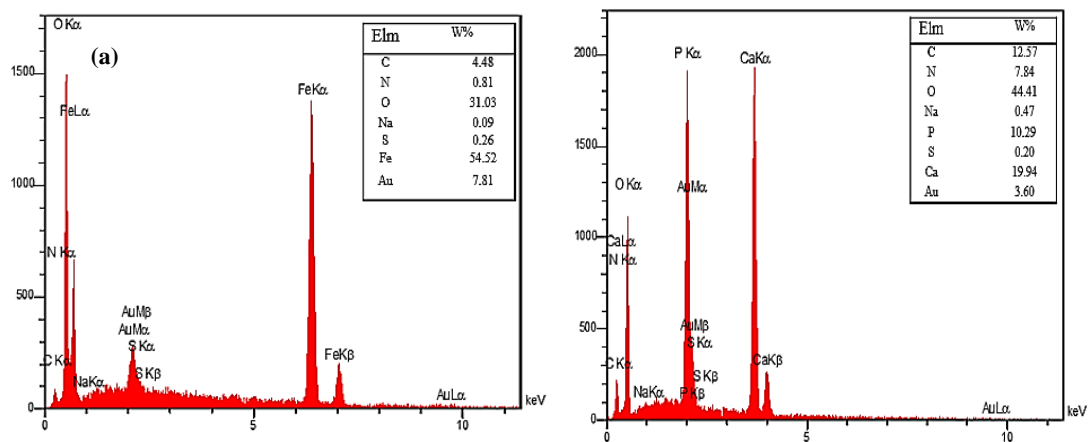 O Kα
(a)
1500
FeLα
1000
N Kα
500
C Kα
NaKα
0
AuMβ
AuMα
S Kα
S Kβ
FeKα
FeKβ
AuLα
keV
0
5
10
Elm W%
C 4.48
N 0.81
O 31.03
Na 0.09
S 0.26
Fe 54.52
Au 7.81
2000
1500
1000
500
0
O Kα
CaLα
N Kα
C Kα
NaKα
P Kα
AuMα
AuMβ
S Kα
S Kβ
P Kβ
CaKα
CaKβ
AuLα
keV
0
5
10
Elm W%
C 12.57
N 7.84
O 44.41
Na 0.47
P 10.29
S 0.20
Ca 19.94
Au 3.60